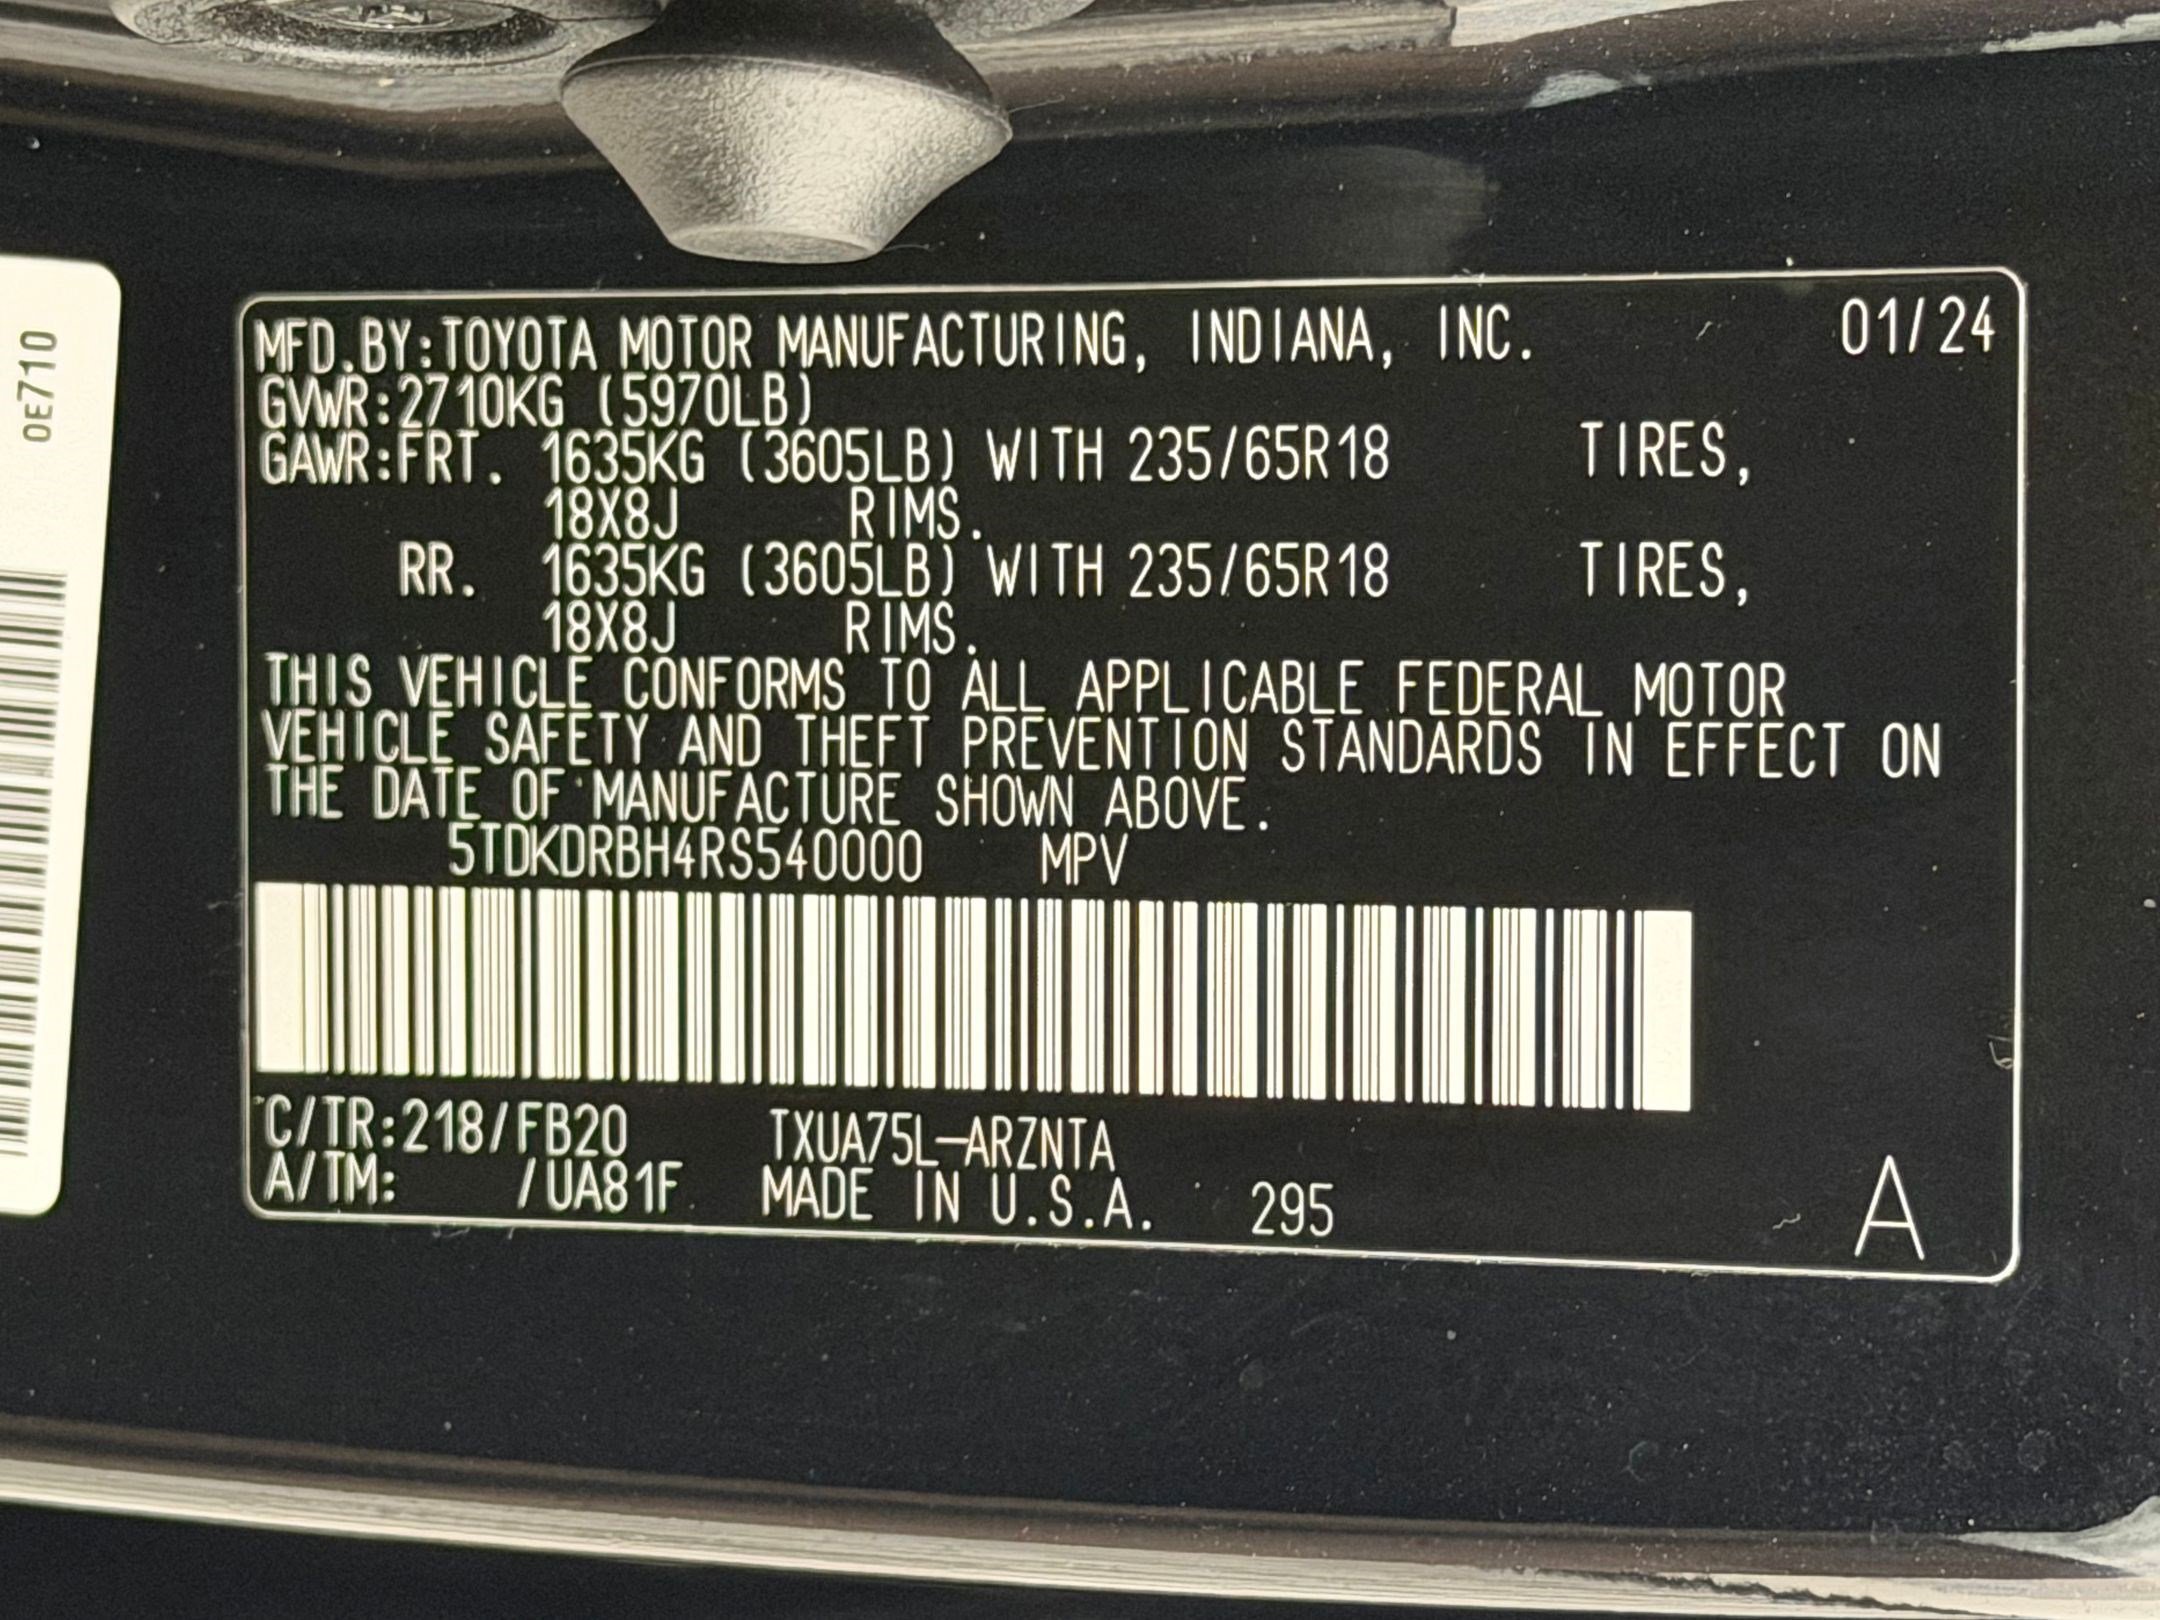 MFD.BY:TOYOTA MOTOR MANUFACTURING, INDIANA, INC. 01/24
GVWR:2710KG (5970LB)
GAWR:FRT. 1635KG (3605LB) WITH 235/65R18 TIRES,
18X8J RIMS.
RR. 1635KG (3605LB) WITH 235/65R18 TIRES,
18X8J RIMS.
THIS VEHICLE CONFORMS TO ALL APPLICABLE FEDERAL MOTOR
VEHICLE SAFETY AND THEFT PREVENTION STANDARDS IN EFFECT ON
THE DATE OF MANUFACTURE SHOWN ABOVE.
5TDKDRBH4RS540000 MPV
C/TR:218/FB20 TXUA75L-ARZNTA
A/TM: /UA81F MADE IN U.S.A. 295
A
0E710